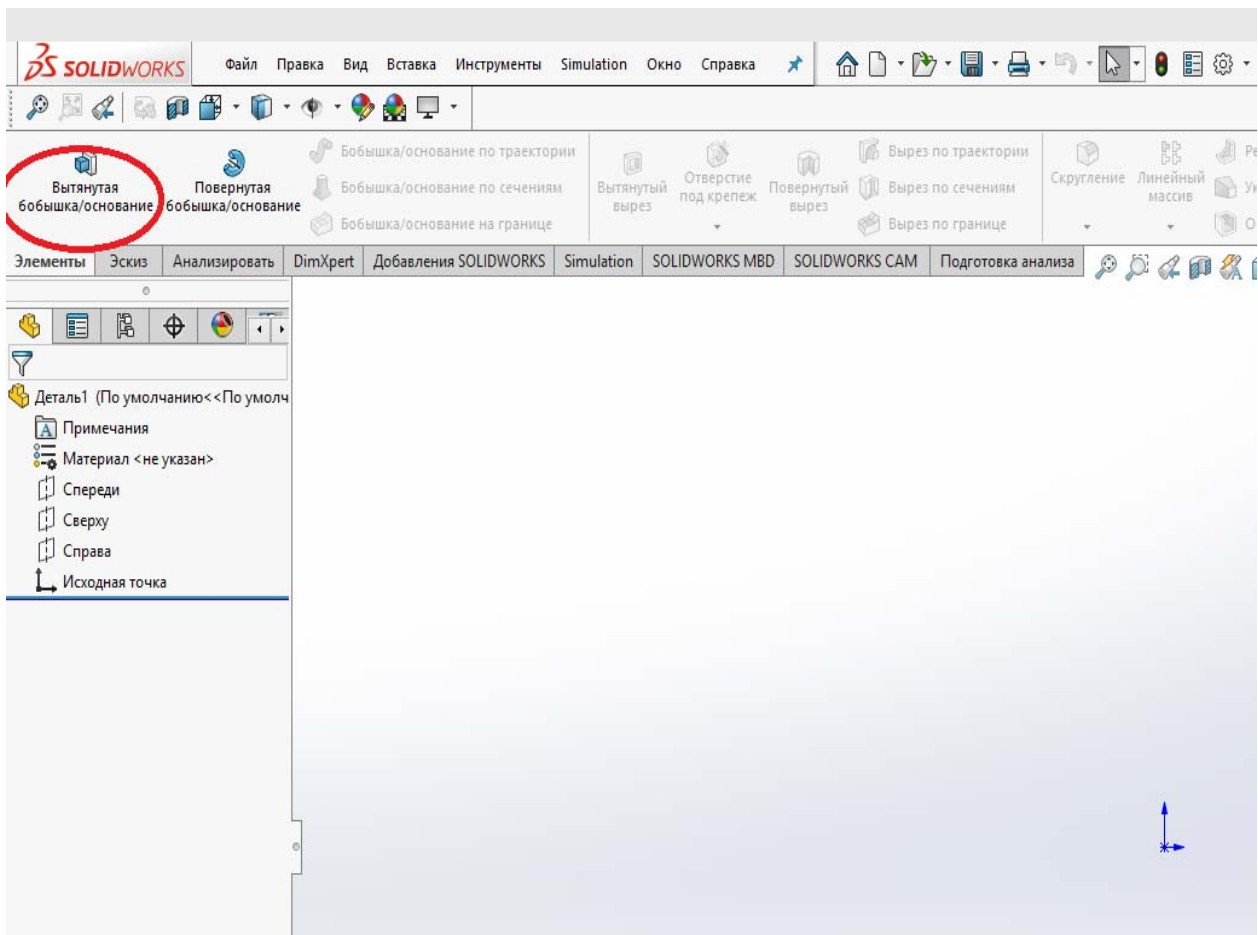 SOLIDWORKS Файл Правка Вид Вставка Инструменты Simulation Окно Справка
Вытянутая бобышка/основание
Повернутая бобышка/основание
Бобышка/основание по траектории
Бобышка/основание по сечениям
Бобышка/основание на границе
Вытянутый вырез
Отверстие под крепеж
Повернутый вырез
Вырез по траектории
Вырез по сечениям
Вырез по границе
Скругление
Линейный массив
Элементы Эскиз Анализировать DimXpert Добавления SOLIDWORKS Simulation SOLIDWORKS MBD SOLIDWORKS CAM Подготовка анализа
Деталь1 (По умолчанию<<По умолч
Примечания
Материал <не указан>
Спереди
Сверху
Справа
Исходная точка